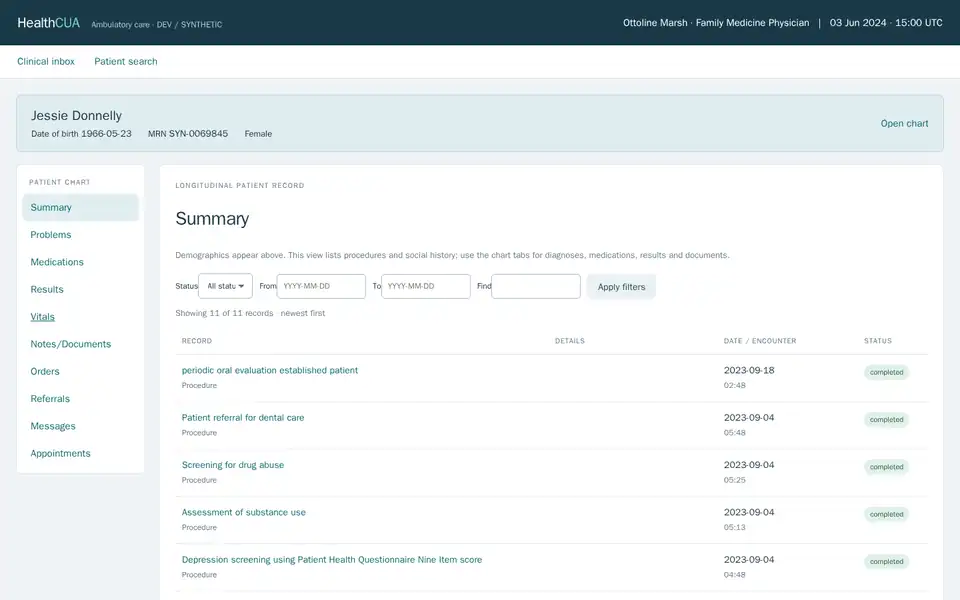 HealthCUA Ambulatory care · DEV / SYNTHETIC Ottoline Marsh · Family Medicine Physician | 03 Jun 2024 · 15:00 UTC
Clinical inbox Patient search
Jessie Donnelly
Date of birth 1966-05-23 MRN SYN-0069845 Female
Open chart
PATIENT CHART
Summary
Problems
Medications
Results
Vitals
Notes/Documents
Orders
Referrals
Messages
Appointments
LONGITUDINAL PATIENT RECORD
Summary
Demographics appear above. This view lists procedures and social history; use the chart tabs for diagnoses, medications, results and documents.
Status All statu From YYYY-MM-DD To YYYY-MM-DD Find Apply filters
Showing 11 of 11 records · newest first
RECORD DETAILS DATE / ENCOUNTER STATUS
periodic oral evaluation established patient 2023-09-18 completed
Procedure 02:48
Patient referral for dental care 2023-09-04 completed
Procedure 05:48
Screening for drug abuse 2023-09-04 completed
Procedure 05:25
Assessment of substance use 2023-09-04 completed
Procedure 05:13
Depression screening using Patient Health Questionnaire Nine Item score 2023-09-04 completed
Procedure 04:48